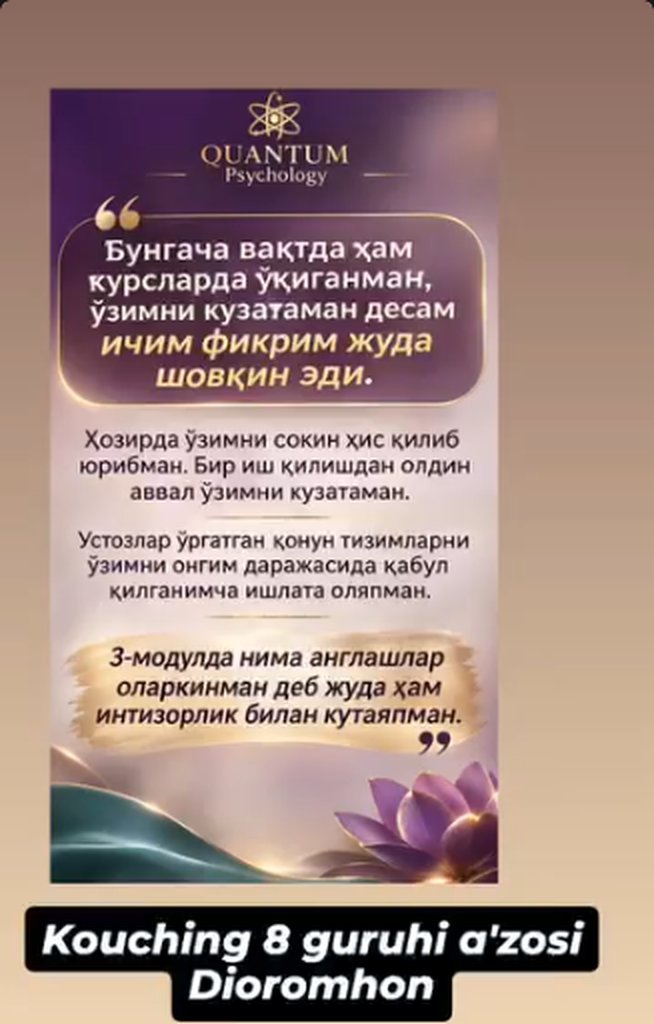 QUANTUM
Psychology
“
Бунгача вақтда ҳам
курсларда ўқиганман,
ўзимни кузатаман десам
ичим фикрим жуда
шовқин эди.
Ҳозирда ўзимни сокин ҳис қилиб
юрибман. Бир иш қилишдан олдин
аввал ўзимни кузатаман.
Устозлар ўргатган қонун тизимларни
ўзимни онгим даражасида қабул
қилганимча ишлата оляпман.
3-модулда нима англашлар
оларкинман деб жуда ҳам
интизорлик билан кутаяпман.
”
Kouching 8 guruhi a'zosi
Dioromhon